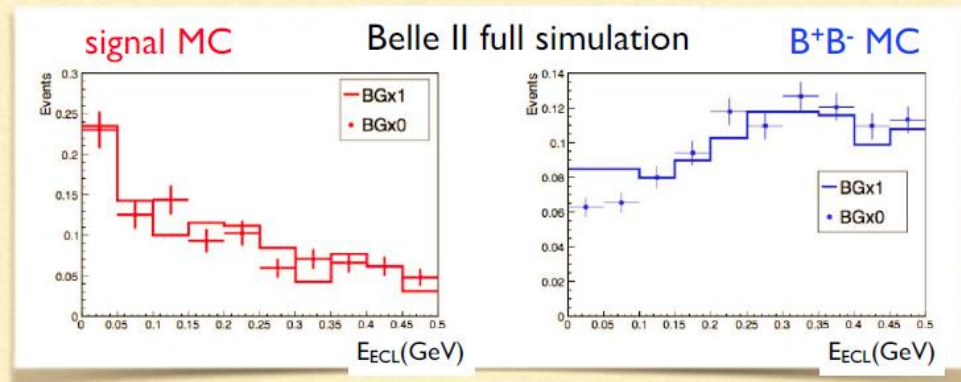 signal MC
Belle II full simulation
B⁺B⁻ MC
Events
0.3
0.25
0.2
0.15
0.1
0.05
0
BGx1
BGx0
0 0.05 0.1 0.15 0.2 0.25 0.3 0.35 0.4 0.45 0.5
E_ECL(GeV)
Events
0.14
0.12
0.1
0.08
0.06
0.04
0.02
0
BGx1
BGx0
0 0.05 0.1 0.15 0.2 0.25 0.3 0.35 0.4 0.45 0.5
E_ECL(GeV)